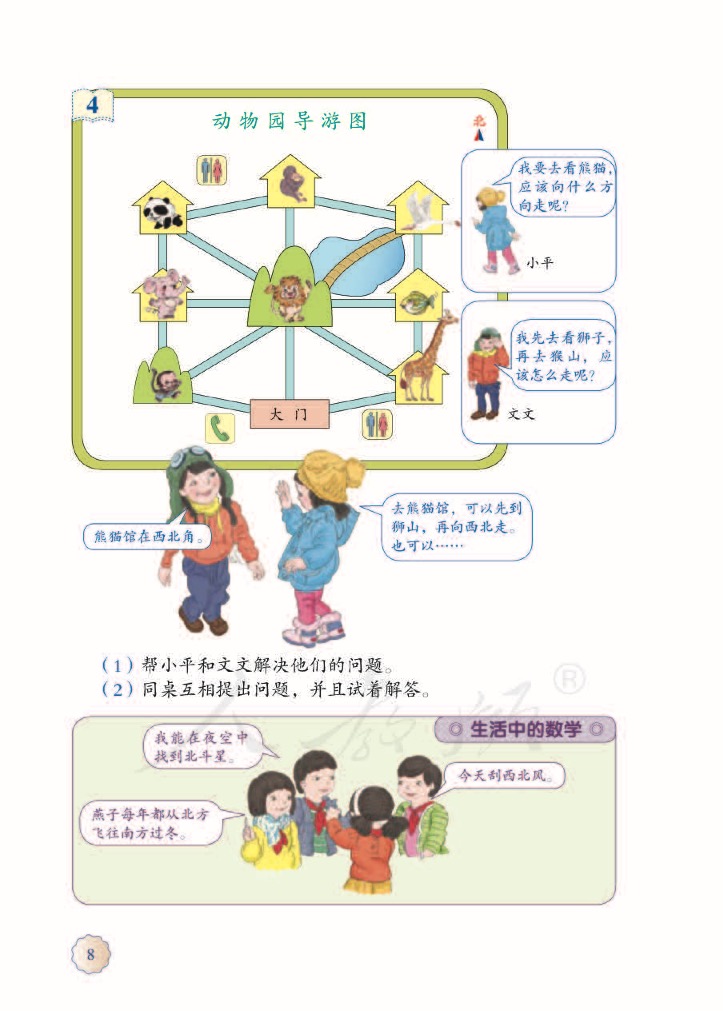 4
动物园导游图
北
我要去看熊猫，
应该向什么方
向走呢？
小平
我先去看狮子，
再去猴山，应
该怎么走呢？
文文
大 门
熊猫馆在西北角。
去熊猫馆，可以先到
狮山，再向西北走。
也可以……
（1）帮小平和文文解决他们的问题。
（2）同桌互相提出问题，并且试着解答。
人教师®
◎ 生活中的数学 ◎
我能在夜空中
找到北斗星。
今天刮西北风。
燕子每年都从北方
飞往南方过冬。
8